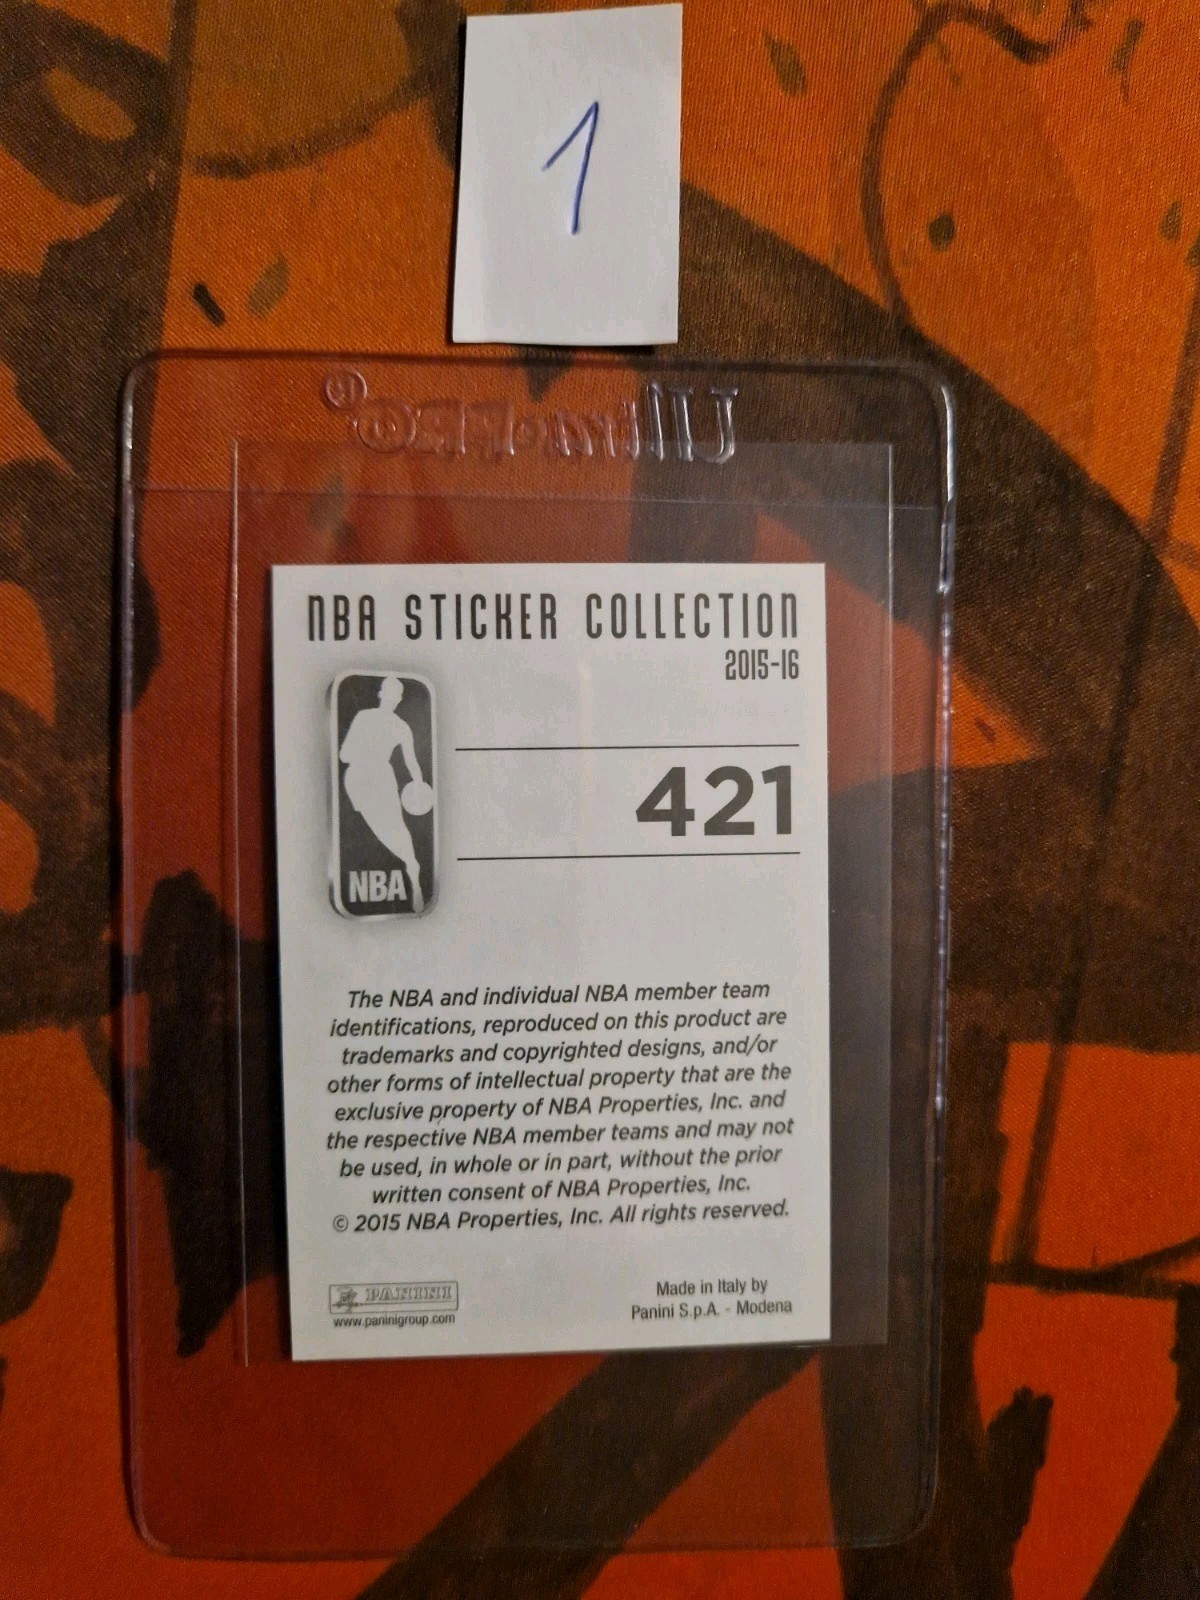 1
Ultra•PRO®
NBA STICKER COLLECTION
2015-16
421
NBA
The NBA and individual NBA member team
identifications, reproduced on this product are
trademarks and copyrighted designs, and/or
other forms of intellectual property that are the
exclusive property of NBA Properties, Inc. and
the respective NBA member teams and may not
be used, in whole or in part, without the prior
written consent of NBA Properties, Inc.
© 2015 NBA Properties, Inc. All rights reserved.
PANINI
www.paninigroup.com
Made in Italy by
Panini S.p.A. - Modena